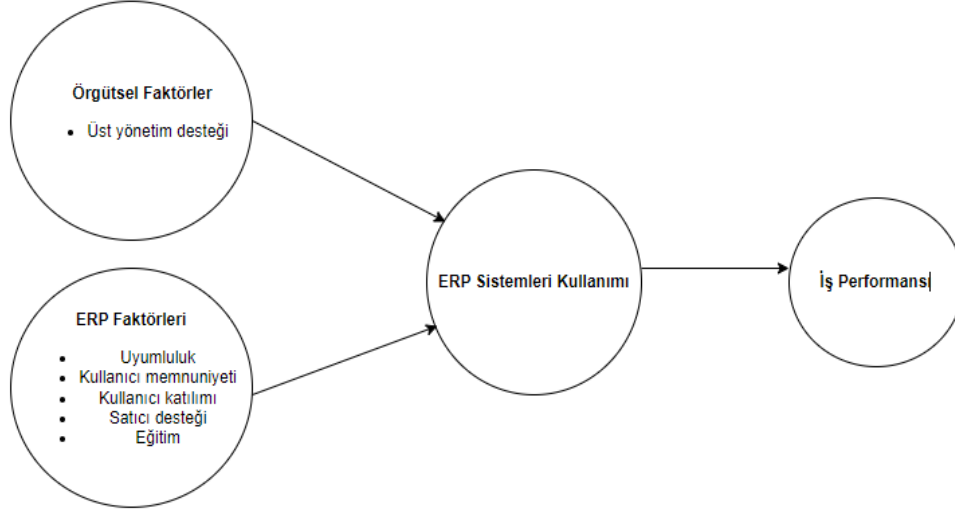 Örgütsel Faktörler
• Üst yönetim desteği
ERP Faktörleri
• Uyumluluk
• Kullanıcı memnuniyeti
• Kullanıcı katılımı
• Satıcı desteği
• Eğitim
ERP Sistemleri Kullanımı
İş Performansı